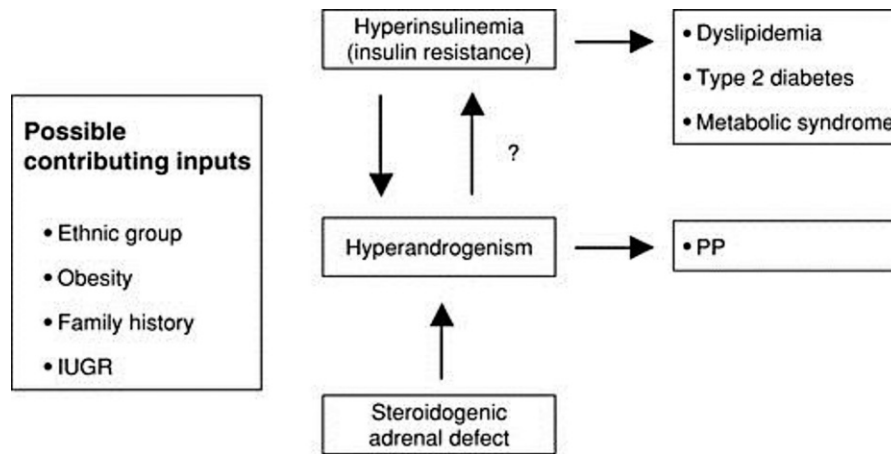 Hyperinsulinemia
(insulin resistance)
• Dyslipidemia
• Type 2 diabetes
• Metabolic syndrome
Possible
contributing inputs
• Ethnic group
• Obesity
• Family history
• IUGR
?
Hyperandrogenism
• PP
Steroidogenic
adrenal defect